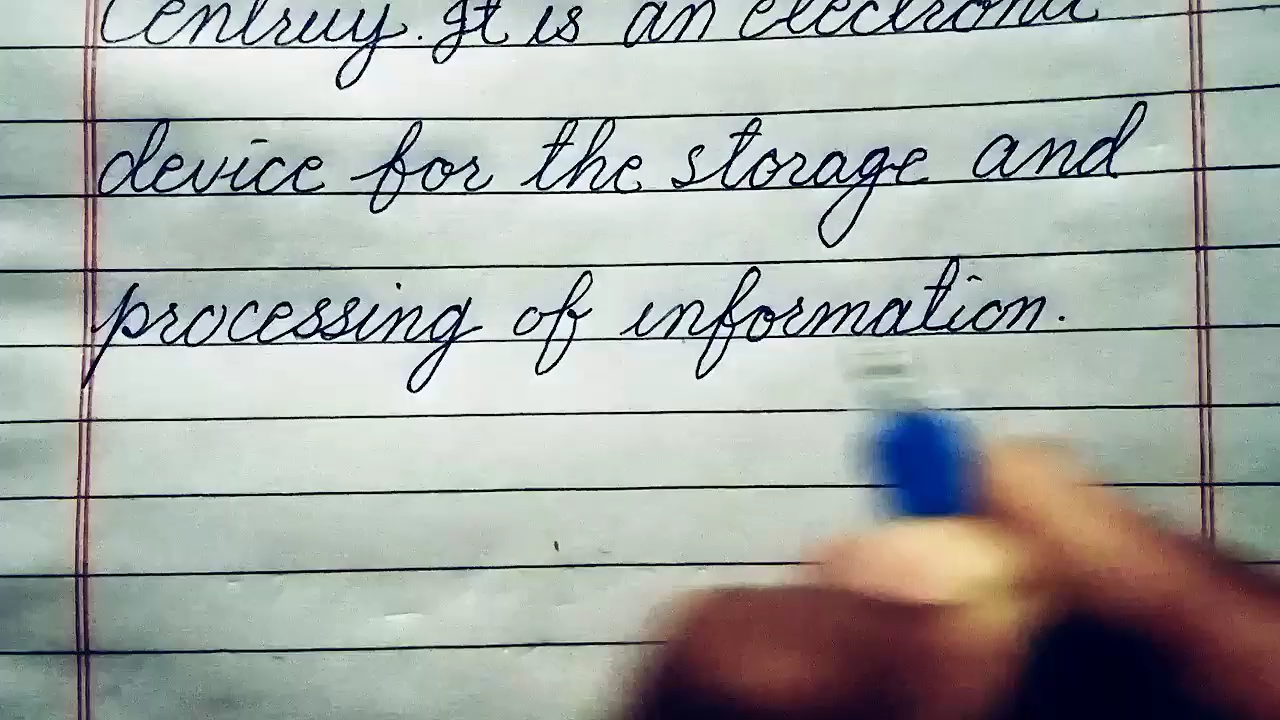 Centruy. It is an electronic
device for the storage and
processing of information.